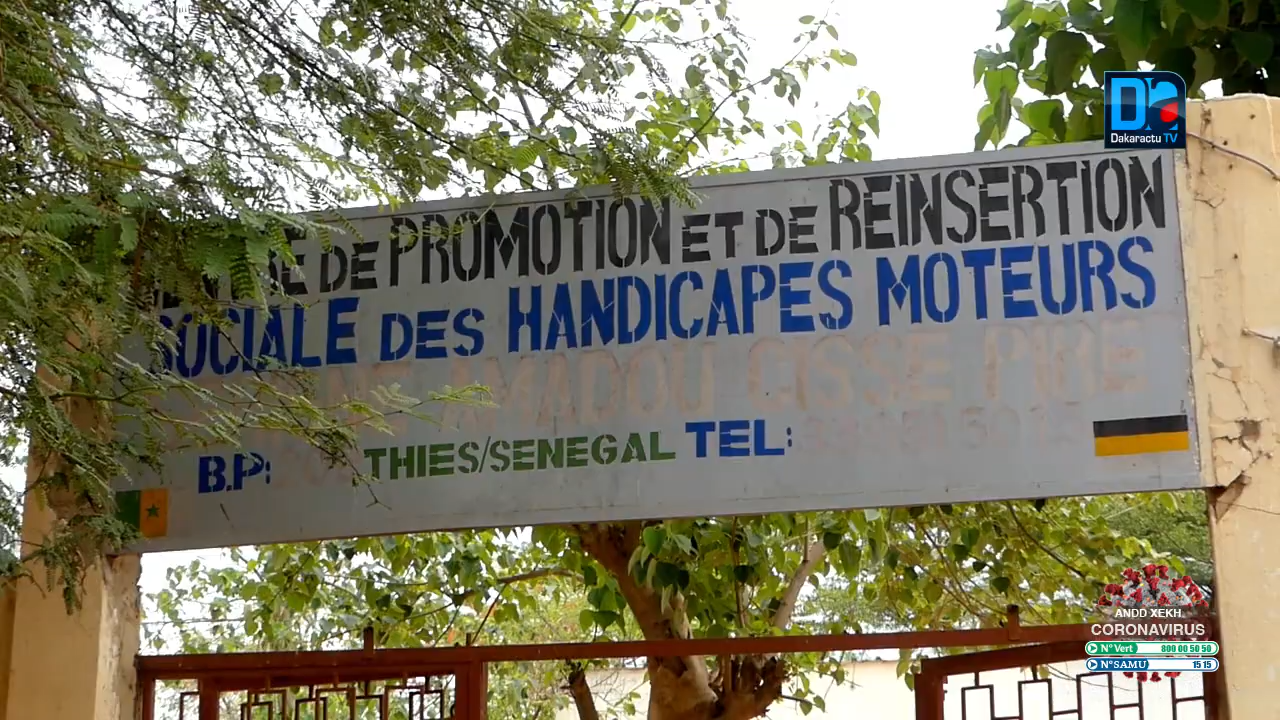 Dakaractu TV
DE PROMOTION ET DE REINSERTION
SOCIALE DES HANDICAPES MOTEURS
AMADOU CISSE PIRE
B.P: THIES/SENEGAL TEL:
ANDD XEKH
CORONAVIRUS
N° Vert 800 00 50 50
N° SAMU 15 15